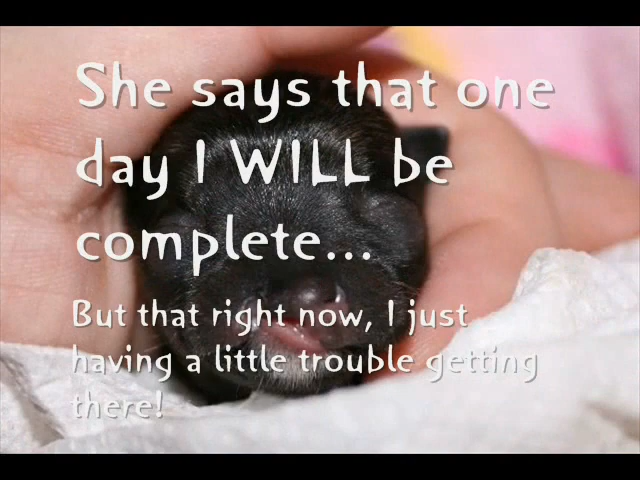 She says that one
day I WILL be
complete...
But that right now, I just
having a little trouble getting
there!